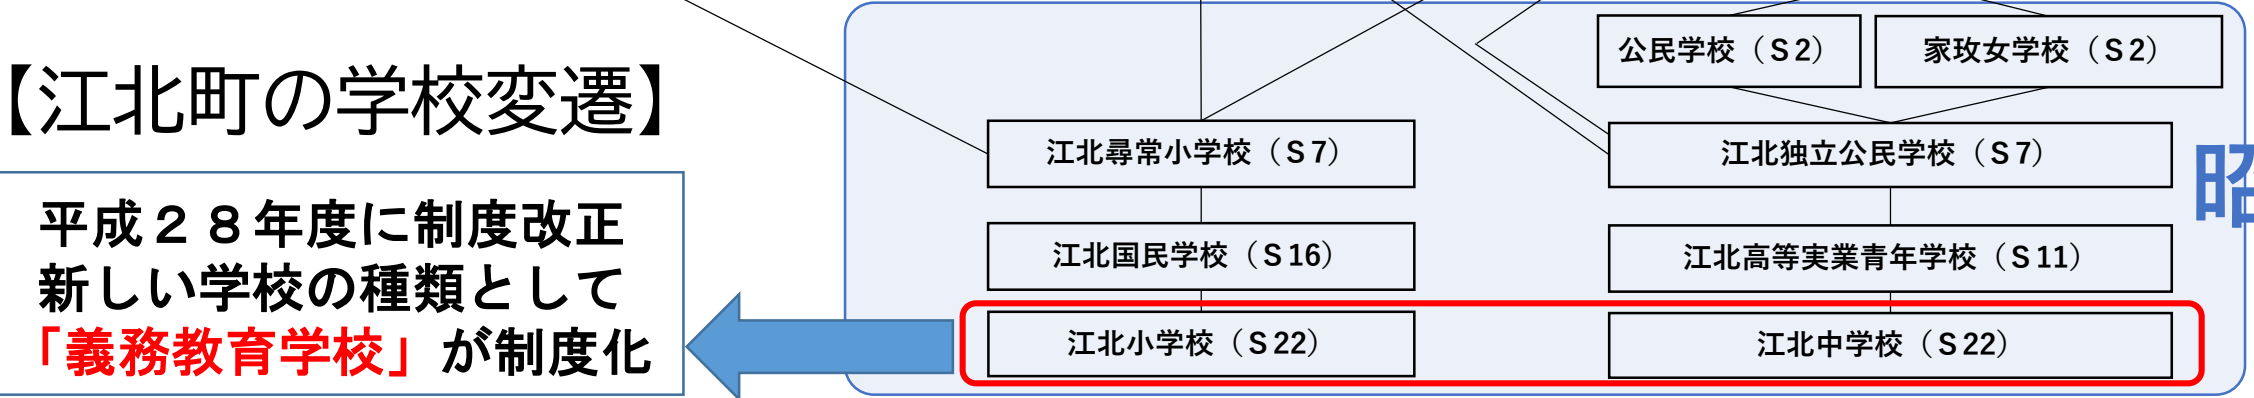 公民学校（S２）
家政女学校（S２）
【江北町の学校変遷】
江北尋常小学校（S７）
江北独立公民学校（S７）
昭
平成２８年度に制度改正
新しい学校の種類として
「義務教育学校」が制度化
江北国民学校（S16）
江北高等実業青年学校（S11）
江北小学校（S22）
江北中学校（S22）